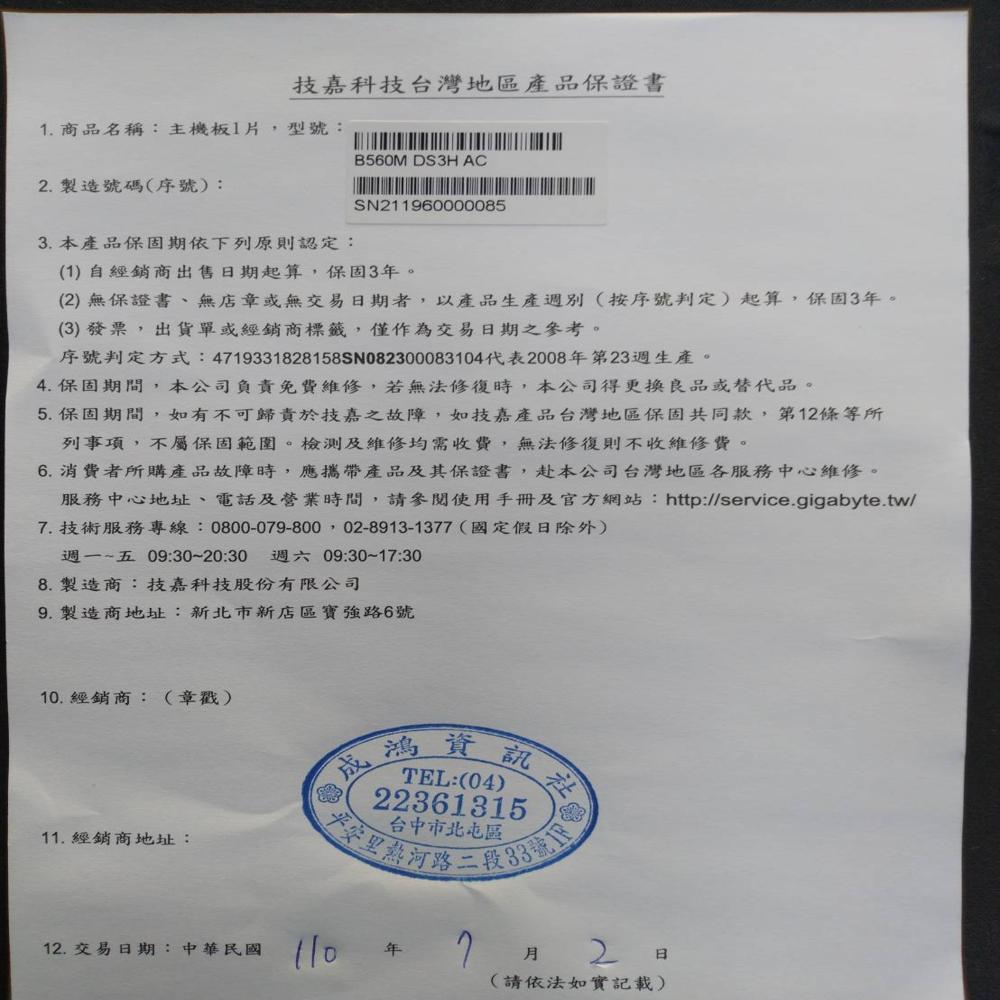 技嘉科技台灣地區產品保證書
1. 商品名稱：主機板1片，型號：
B560M DS3H AC
2. 製造號碼(序號)：
SN211960000085
3. 本產品保固期依下列原則認定：
(1) 自經銷商出售日期起算，保固3年。
(2) 無保證書、無店章或無交易日期者，以產品生產週別（按序號判定）起算，保固3年。
(3) 發票，出貨單或經銷商標籤，僅作為交易日期之參考。
序號判定方式：4719331828158SN082300083104代表2008年第23週生產。
4. 保固期間，本公司負責免費維修，若無法修復時，本公司得更換良品或替代品。
5. 保固期間，如有不可歸責於技嘉之故障，如技嘉產品台灣地區保固共同款，第12條等所
列事項，不屬保固範圍。檢測及維修均需收費，無法修復則不收維修費。
6. 消費者所購產品故障時，應攜帶產品及其保證書，赴本公司台灣地區各服務中心維修。
服務中心地址、電話及營業時間，請參閱使用手冊及官方網站：http://service.gigabyte.tw/
7. 技術服務專線：0800-079-800，02-8913-1377（國定假日除外）
週一~五 09:30~20:30 週六 09:30~17:30
8. 製造商：技嘉科技股份有限公司
9. 製造商地址：新北市新店區寶強路6號
10. 經銷商：（章戳）
成鴻資訊社
TEL:(04)
22361315
台中市北屯區
平安里熱河路二段33號1F
11. 經銷商地址：
12. 交易日期：中華民國 110 年 7 月 2 日
（請依法如實記載）